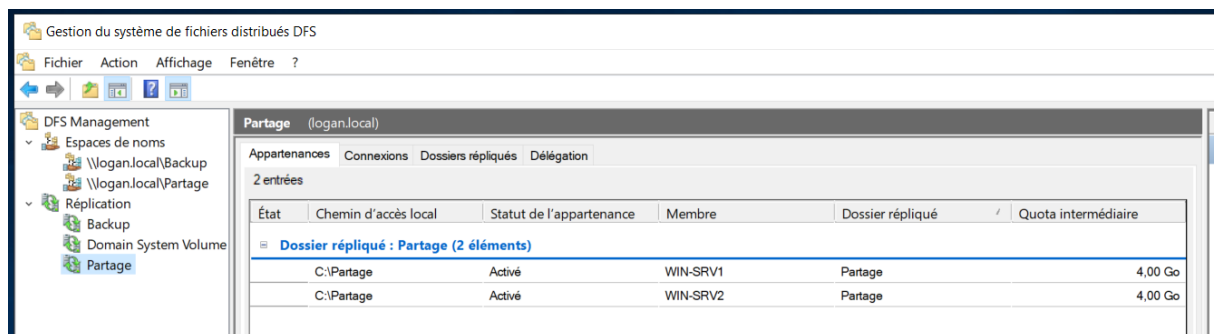 Gestion du système de fichiers distribués DFS
Fichier Action Affichage Fenêtre ?
DFS Management
Espaces de noms
\\logan.local\Backup
\\logan.local\Partage
Réplication
Backup
Domain System Volume
Partage
Partage (logan.local)
Appartenances Connexions Dossiers répliqués Délégation
2 entrées
État Chemin d'accès local Statut de l'appartenance Membre Dossier répliqué Quota intermédiaire
Dossier répliqué : Partage (2 éléments)
C:\Partage Activé WIN-SRV1 Partage 4,00 Go
C:\Partage Activé WIN-SRV2 Partage 4,00 Go